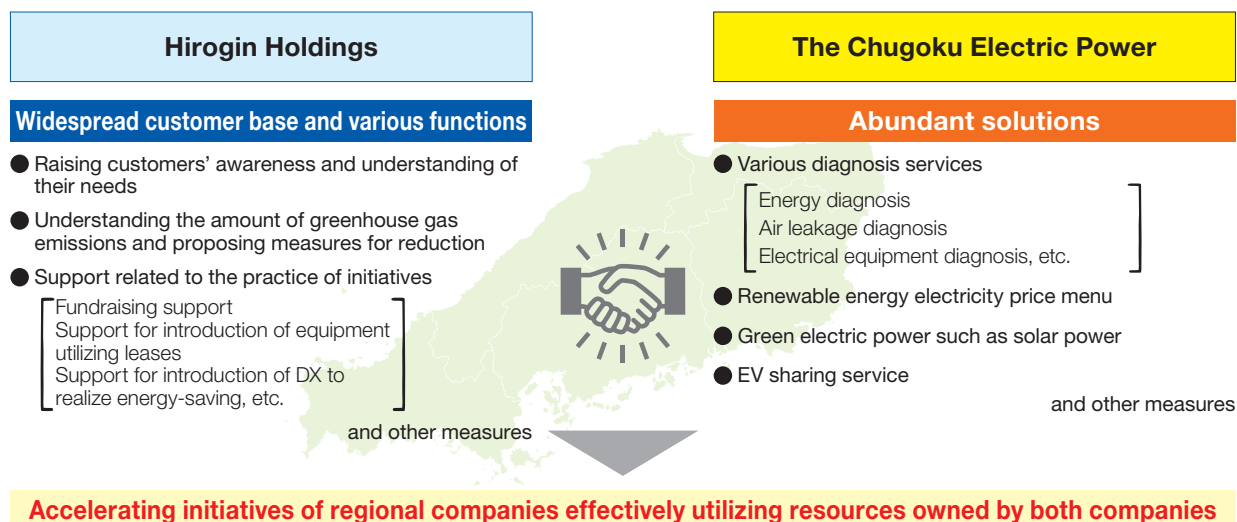 Hirogin Holdings
Widespread customer base and various functions
● Raising customers’ awareness and understanding of
their needs
● Understanding the amount of greenhouse gas
emissions and proposing measures for reduction
● Support related to the practice of initiatives
Fundraising support
Support for introduction of equipment
utilizing leases
Support for introduction of DX to
realize energy-saving, etc.
and other measures
The Chugoku Electric Power
Abundant solutions
● Various diagnosis services
Energy diagnosis
Air leakage diagnosis
Electrical equipment diagnosis, etc.
● Renewable energy electricity price menu
● Green electric power such as solar power
● EV sharing service
and other measures
Accelerating initiatives of regional companies effectively utilizing resources owned by both companies